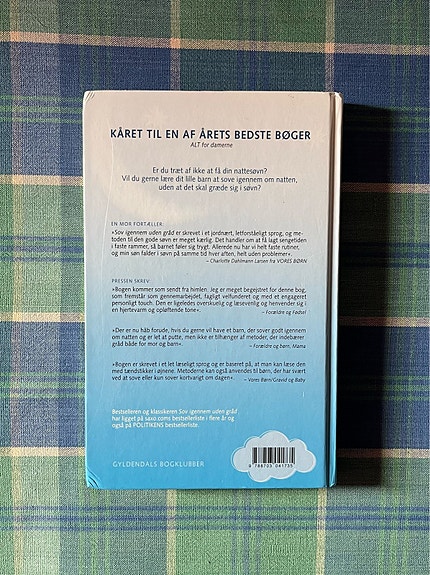 KÅRET TIL EN AF ÅRETS BEDSTE BØGER
ALT for damerne
Er du træt af ikke at få din nattesøvn?
Vil du gerne lære dit lille barn at sove igennem om natten,
uden at det skal græde sig i søvn?
EN MOR FORTÆLLER:
»Sov igennem uden gråd er skrevet i et jordnært, letforståeligt sprog, og me-
toden til den gode søvn er meget kærlig. Det handler om at få lagt sengetiden
i faste rammer, så barnet føler sig trygt. Allerede nu har vi helt faste rutiner,
og min søn falder i søvn på samme tid hver aften, helt uden problemer«.
– Charlotte Dahlmann Larsen fra VORES BØRN
PRESSEN SKREV:
»Bogen kommer som sendt fra himlen. Jeg er meget begejstret for denne bog,
som fremstår som gennemarbejdet, fagligt velfunderet og med et engageret
personligt touch. Den er ligeledes overskuelig og læsevenlig og henvender sig i
en hjertevarm og opløftende tone«.
– Forældre og Fødsel
»Der er nu håb forude, hvis du gerne vil have et barn, der sover godt igennem
om natten og er let at putte, men ikke er tilhænger af metoder, der indebærer
gråd både for mor og barn«.
– Forældre og børn, Mama
»Bogen er skrevet i et let læseligt sprog og er baseret på, at man kan læse den
med tændstikker i øjnene. Metoderne kan også anvendes til børn, der har svært
ved at sove eller kun sover kortvarigt om dagen«.
– Vores Børn/Gravid og Baby
Bestselleren og klassikeren Sov igennem uden gråd
har ligget på saxo.coms bestsellerliste i flere år og
også på POLITIKENS bestsellerliste.
GYLDENDALS BOGKLUBBER
9 788703 041735